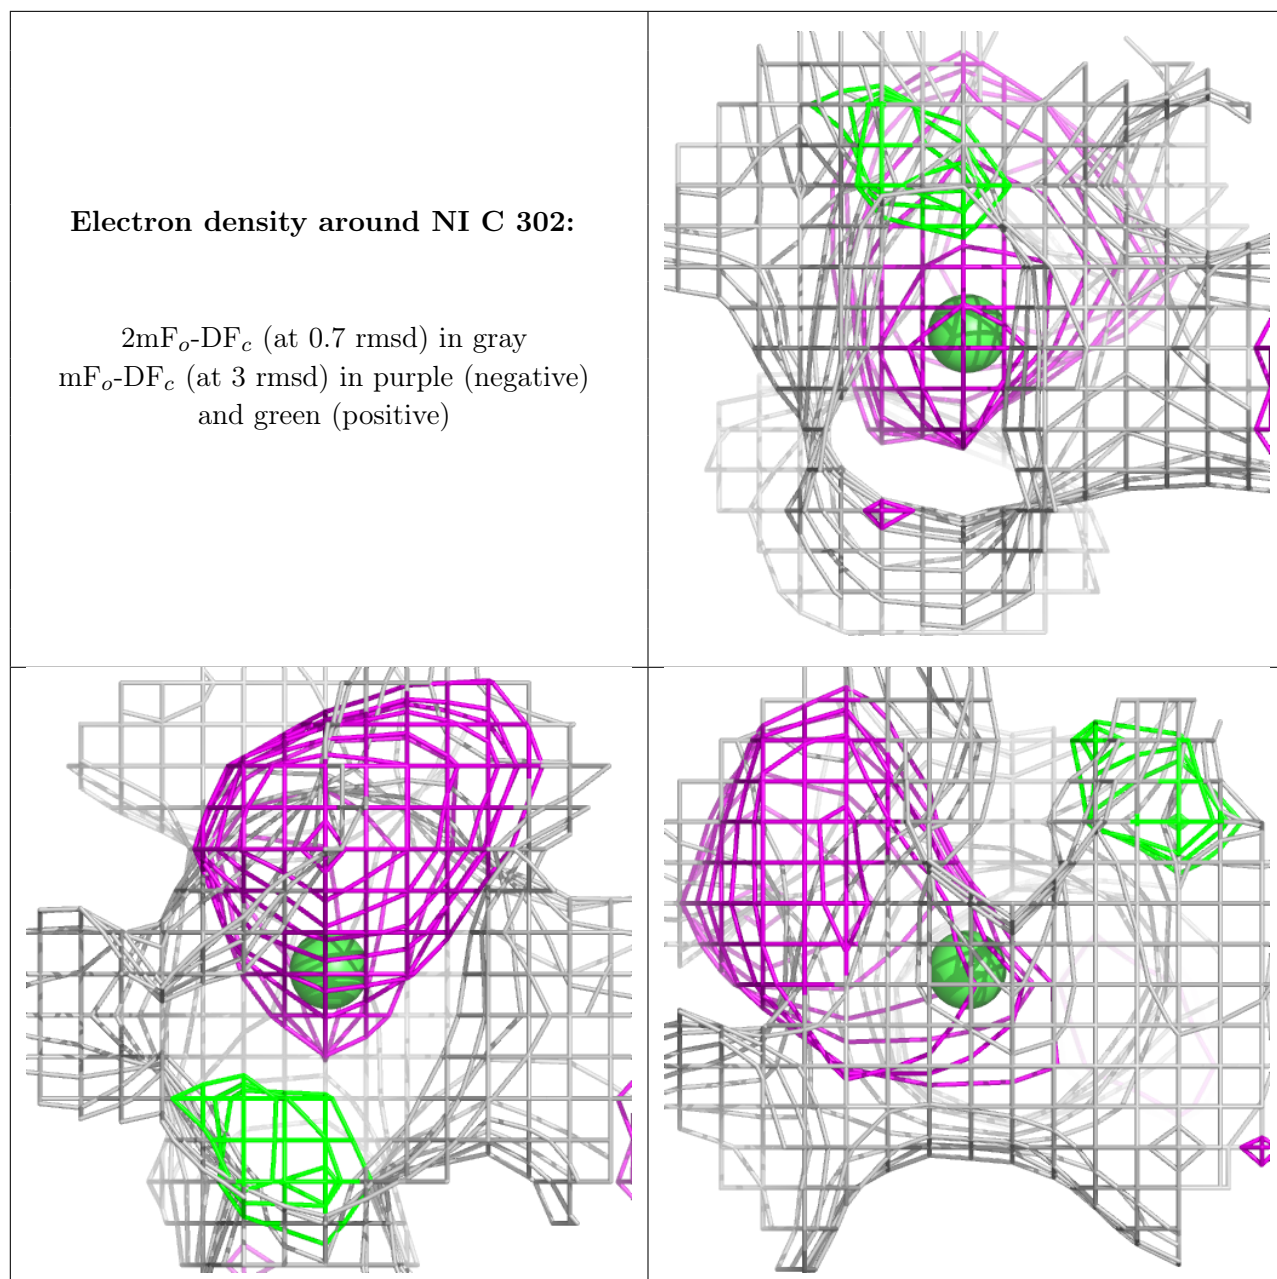 Electron density around NI C 302:
2mFo-DFc (at 0.7 rmsd) in gray
mFo-DFc (at 3 rmsd) in purple (negative)
and green (positive)